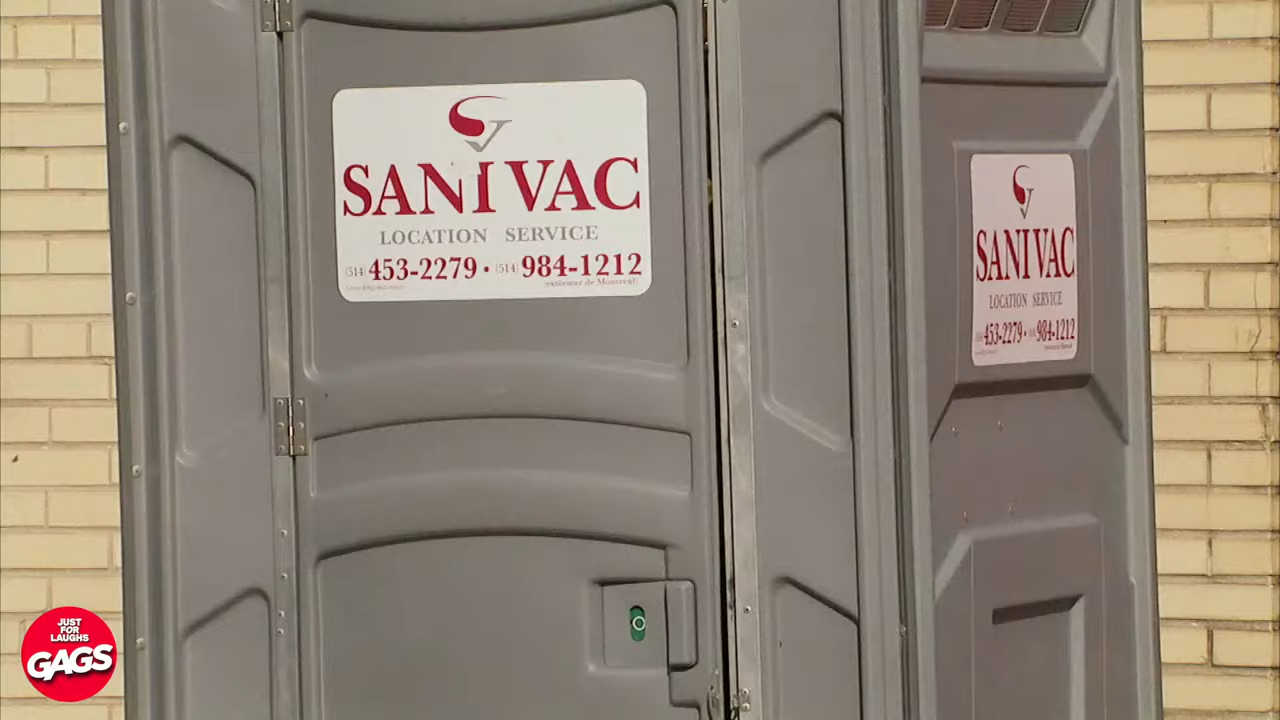 SANIVAC
LOCATION SERVICE
(514) 453-2279 • (514) 984-1212
(extérieur de Montréal)
SANIVAC
LOCATION SERVICE
453-2279 • 984-1212
JUST
FOR
LAUGHS
GAGS